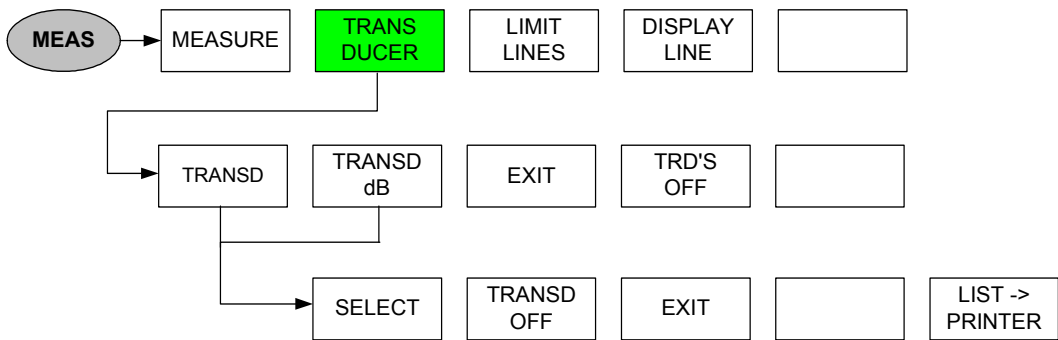 MEAS
MEASURE
TRANS
DUCER
LIMIT
LINES
DISPLAY
LINE
TRANSD
TRANSD
dB
EXIT
TRD'S
OFF
SELECT
TRANSD
OFF
EXIT
LIST ->
PRINTER